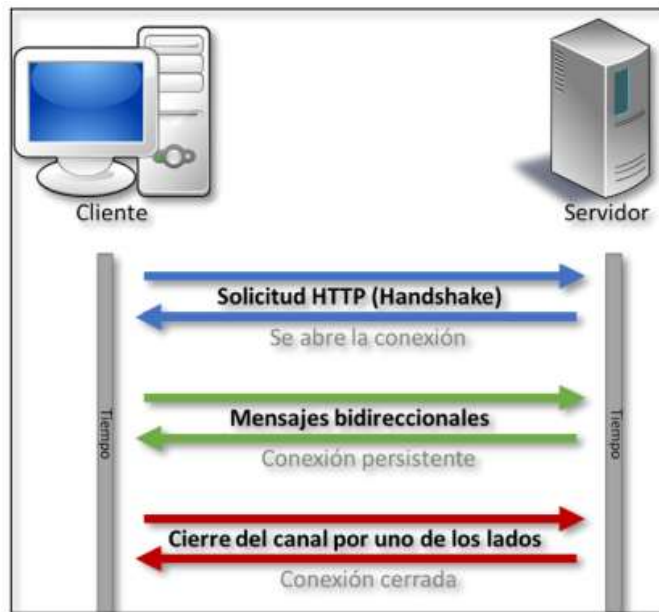 Cliente
Servidor
Solicitud HTTP (Handshake)
Se abre la conexión
Tiempo
Mensajes bidireccionales
Tiempo
Conexión persistente
Cierre del canal por uno de los lados
Conexión cerrada